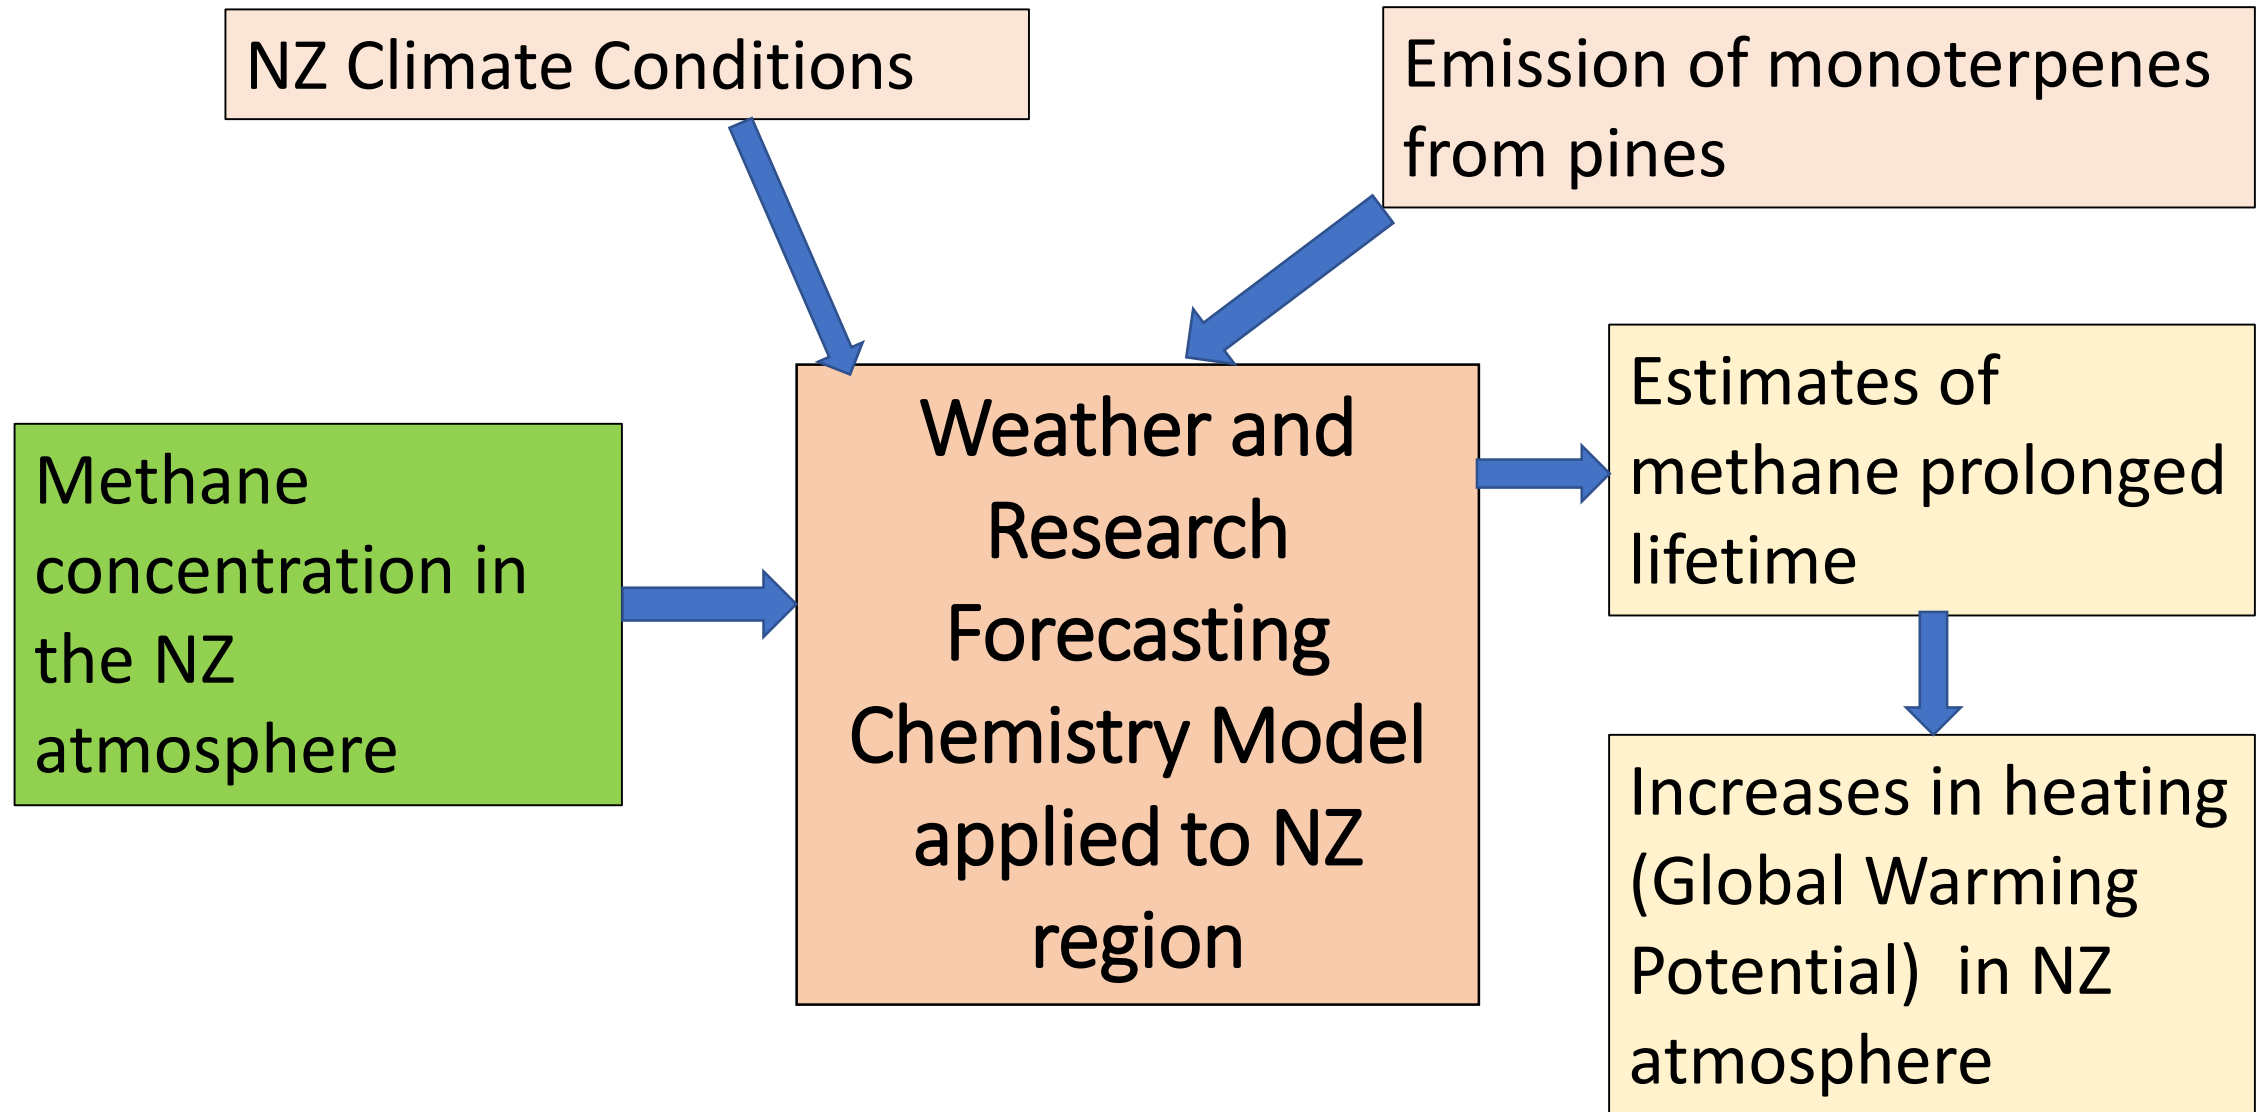 NZ Climate Conditions
Emission of monoterpenes
from pines
Methane
concentration in
the NZ
atmosphere
Weather and
Research
Forecasting
Chemistry Model
applied to NZ
region
Estimates of
methane prolonged
lifetime
Increases in heating
(Global Warming
Potential)  in NZ
atmosphere